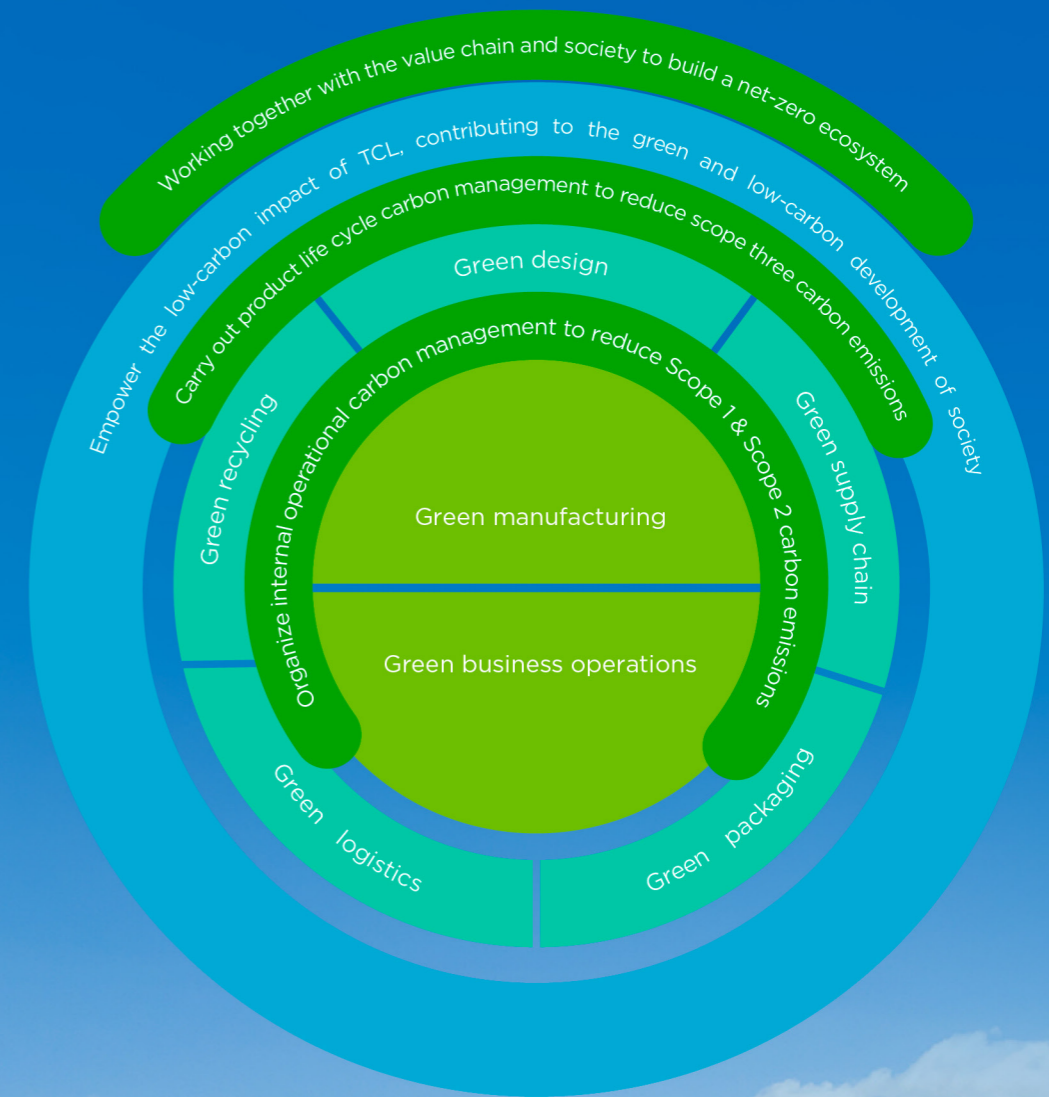 Working together with the value chain and society to build a net-zero ecosystem
Empower the low-carbon impact of TCL, contributing to the green and low-carbon development of society
Carry out product life cycle carbon management to reduce scope three carbon emissions
Green design
Green recycling
Green supply chain
Organize internal operational carbon management to reduce Scope 1 & Scope 2 carbon emissions
Green manufacturing
Green business operations
Green logistics
Green packaging